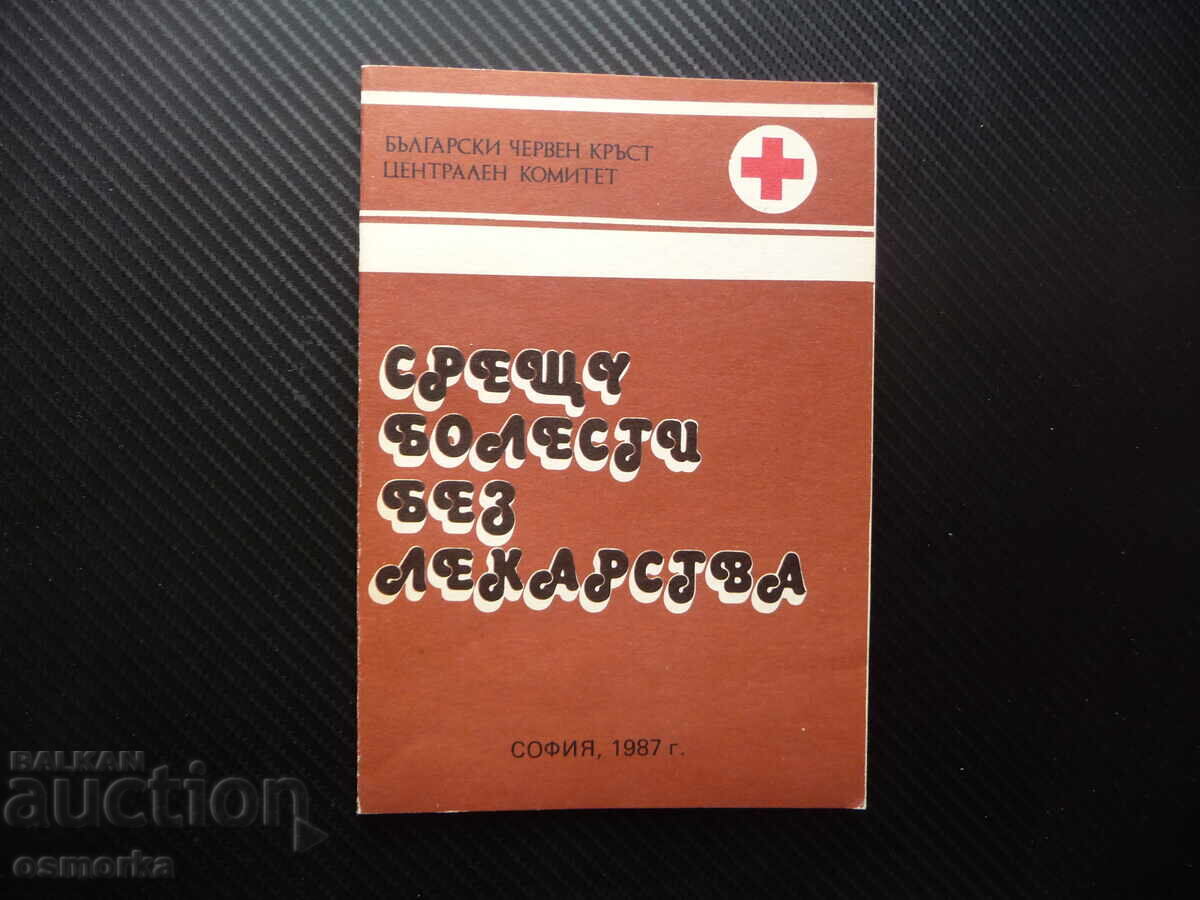 БЪЛГАРСКИ ЧЕРВЕН КРЪСТ
ЦЕНТРАЛЕН КОМИТЕТ
СРЕЩУ
БОЛЕСТИ
БЕЗ
ЛЕКАРСТВА
СОФИЯ, 1987 г.
BALKAN
auction
osmorka